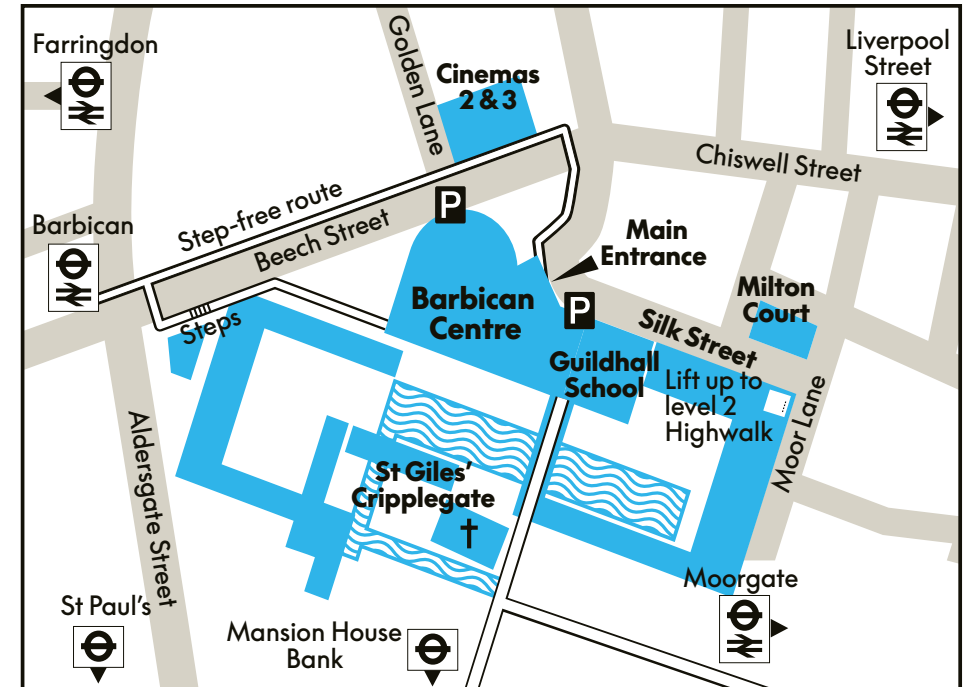 Farringdon
Golden Lane
Cinemas
2 & 3
Liverpool
Street
Chiswell Street
Step-free route
Beech Street
P
Barbican
Main
Entrance
Steps
Barbican
Centre
P
Milton
Court
Silk Street
Guildhall
School
Lift up to
level 2
Highwalk
Moor Lane
Aldersgate Street
St Giles'
Cripplegate
St Paul's
Mansion House
Bank
Moorgate